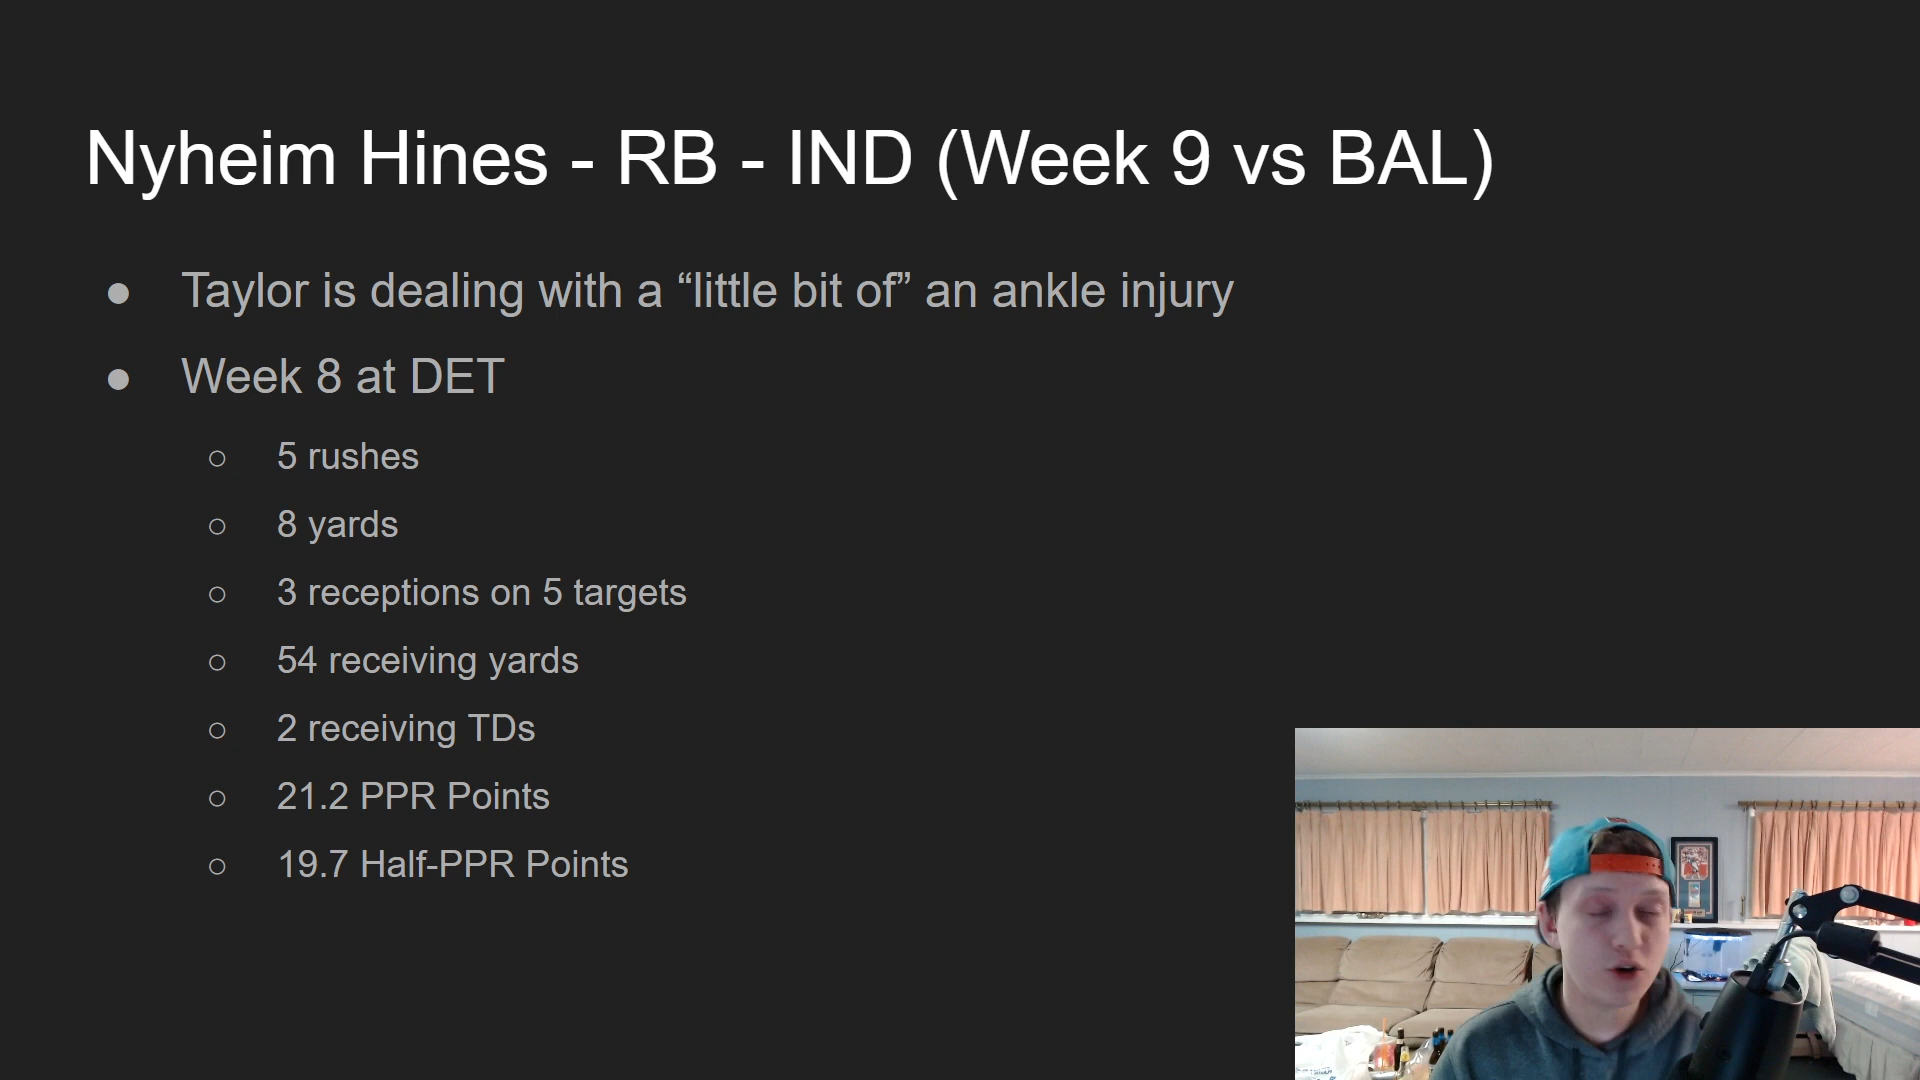 Nyheim Hines - RB - IND (Week 9 vs BAL)
Taylor is dealing with a “little bit of” an ankle injury
Week 8 at DET
5 rushes
8 yards
3 receptions on 5 targets
54 receiving yards
2 receiving TDs
21.2 PPR Points
19.7 Half-PPR Points